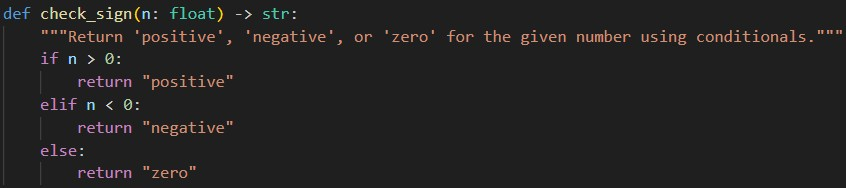 def check_sign(n: float) -> str:
    """Return 'positive', 'negative', or 'zero' for the given number using conditionals."""
    if n > 0:
        return "positive"
    elif n < 0:
        return "negative"
    else:
        return "zero"